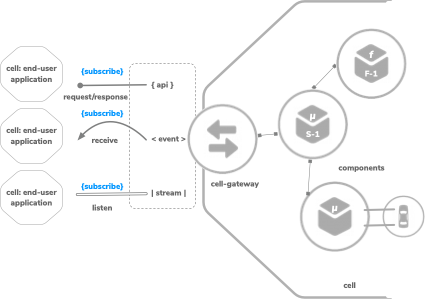 cell: end-user
application
{subscribe}
{ api }
request/response
cell: end-user
application
{subscribe}
receive
< event >
cell: end-user
application
{subscribe}
| stream |
listen
cell-gateway
f
F-1
μ
S-1
components
μ
cell